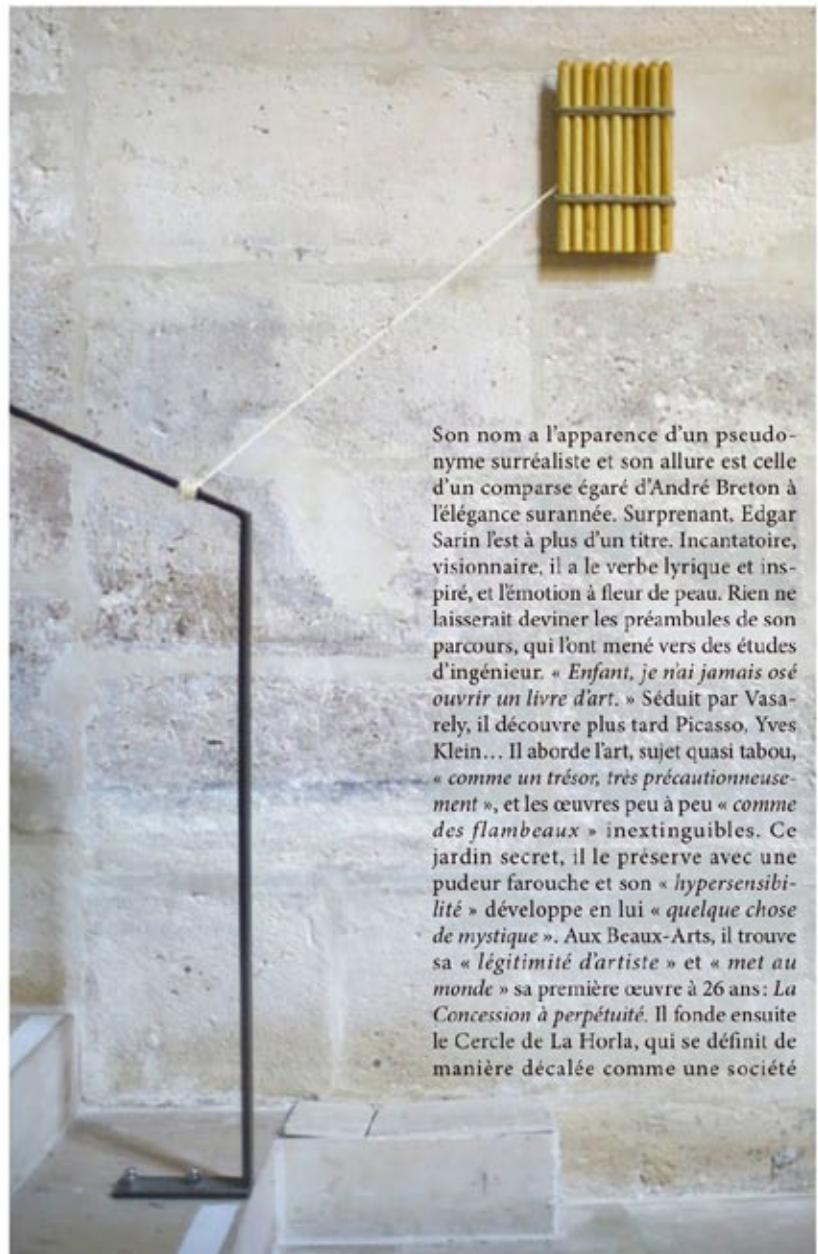 Son nom a l'apparence d'un pseudo-
nyme surréaliste et son allure est celle
d'un comparse égaré d'André Breton à
l'élégance surannée. Surprenant, Edgar
Sarin l'est à plus d'un titre. Incantatoire,
visionnaire, il a le verbe lyrique et ins-
piré, et l'émotion à fleur de peau. Rien ne
laisserait deviner les préambules de son
parcours, qui l'ont mené vers des études
d'ingénieur. « Enfant, je n'ai jamais osé
ouvrir un livre d'art. » Séduit par Vasa-
rely, il découvre plus tard Picasso, Yves
Klein… Il aborde l'art, sujet quasi tabou,
« comme un trésor, très précautionneuse-
ment », et les œuvres peu à peu « comme
des flambeaux » inextinguibles. Ce
jardin secret, il le préserve avec une
pudeur farouche et son « hypersensibi-
lité » développe en lui « quelque chose
de mystique ». Aux Beaux-Arts, il trouve
sa « légitimité d'artiste » et « met au
monde » sa première œuvre à 26 ans : La
Concession à perpétuité. Il fonde ensuite
le Cercle de La Horla, qui se définit de
manière décalée comme une société